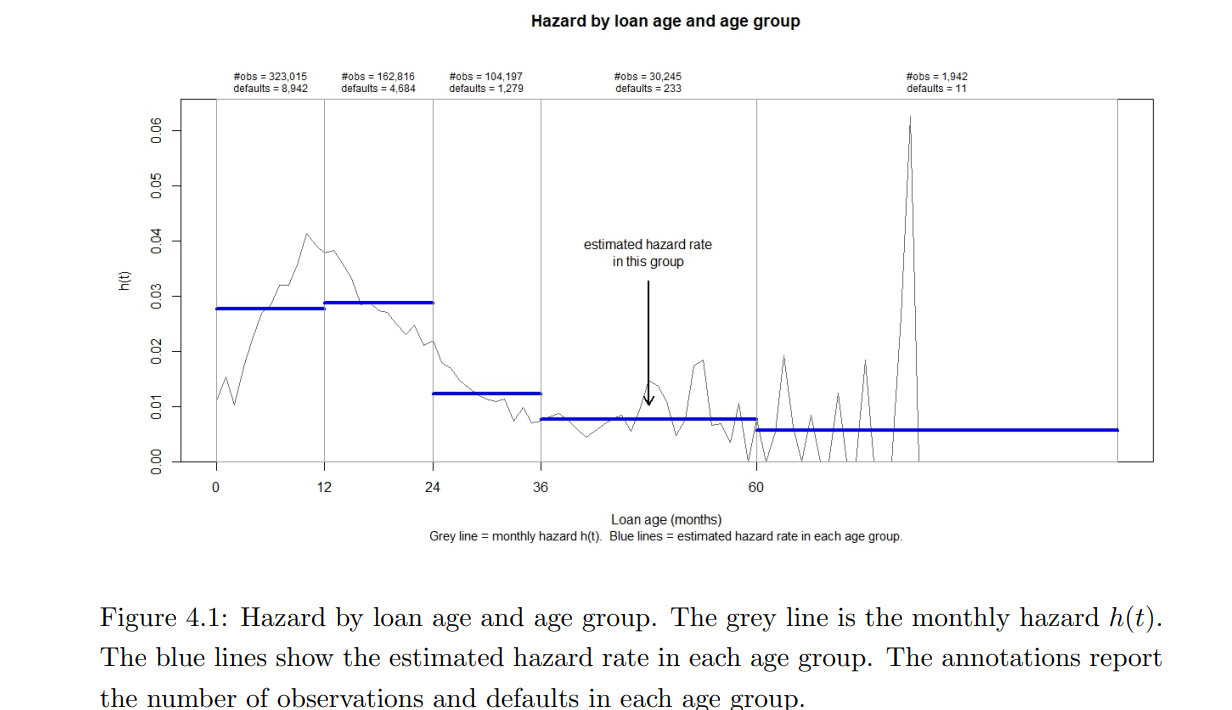 Hazard by loan age and age group
#obs = 323,015
defaults = 8,942
#obs = 162,816
defaults = 4,684
#obs = 104,197
defaults = 1,279
#obs = 30,245
defaults = 233
#obs = 1,942
defaults = 11
h(t)
0.06
0.05
0.04
0.03
0.02
0.01
0.00
estimated hazard rate
in this group
0 12 24 36 60
Loan age (months)
Grey line = monthly hazard h(t). Blue lines = estimated hazard rate in each age group.
Figure 4.1: Hazard by loan age and age group. The grey line is the monthly hazard h(t).
The blue lines show the estimated hazard rate in each age group. The annotations report
the number of observations and defaults in each age group.